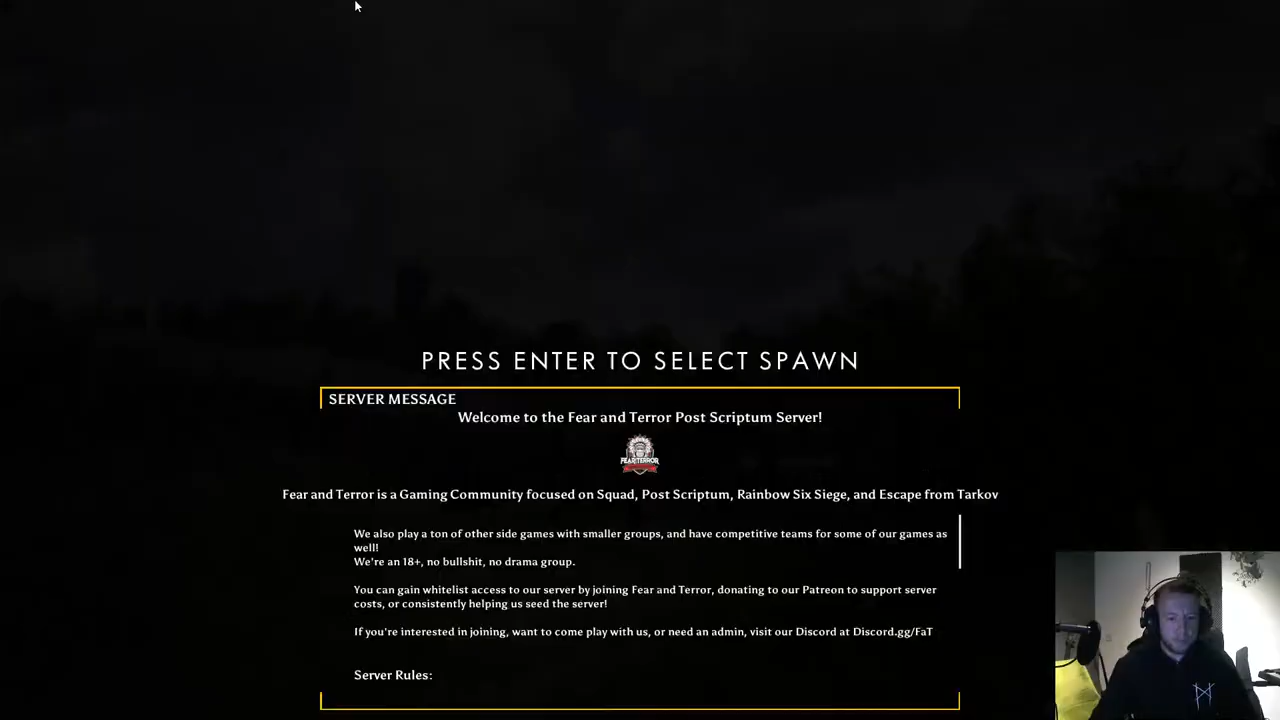 PRESS ENTER TO SELECT SPAWN
SERVER MESSAGE
Welcome to the Fear and Terror Post Scriptum Server!
FEAR TERROR
Fear and Terror is a Gaming Community focused on Squad, Post Scriptum, Rainbow Six Siege, and Escape from Tarkov
We also play a ton of other side games with smaller groups, and have competitive teams for some of our games as
well!
We're an 18+, no bullshit, no drama group.
You can gain whitelist access to our server by joining Fear and Terror, donating to our Patreon to support server
costs, or consistently helping us seed the server!
If you're interested in joining, want to come play with us, or need an admin, visit our Discord at Discord.gg/FaT
Server Rules: